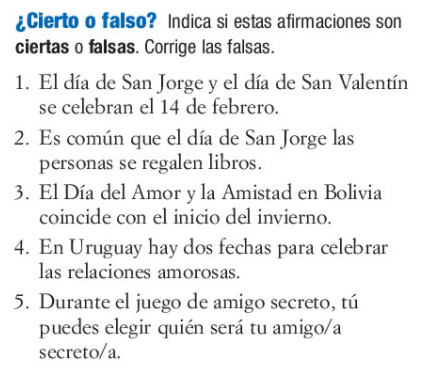 ¿Cierto o falso? Indica si estas afirmaciones son
ciertas o falsas. Corrige las falsas.
1. El día de San Jorge y el día de San Valentín
se celebran el 14 de febrero.
2. Es común que el día de San Jorge las
personas se regalen libros.
3. El Día del Amor y la Amistad en Bolivia
coincide con el inicio del invierno.
4. En Uruguay hay dos fechas para celebrar
las relaciones amorosas.
5. Durante el juego de amigo secreto, tú
puedes elegir quién será tu amigo/a
secreto/a.